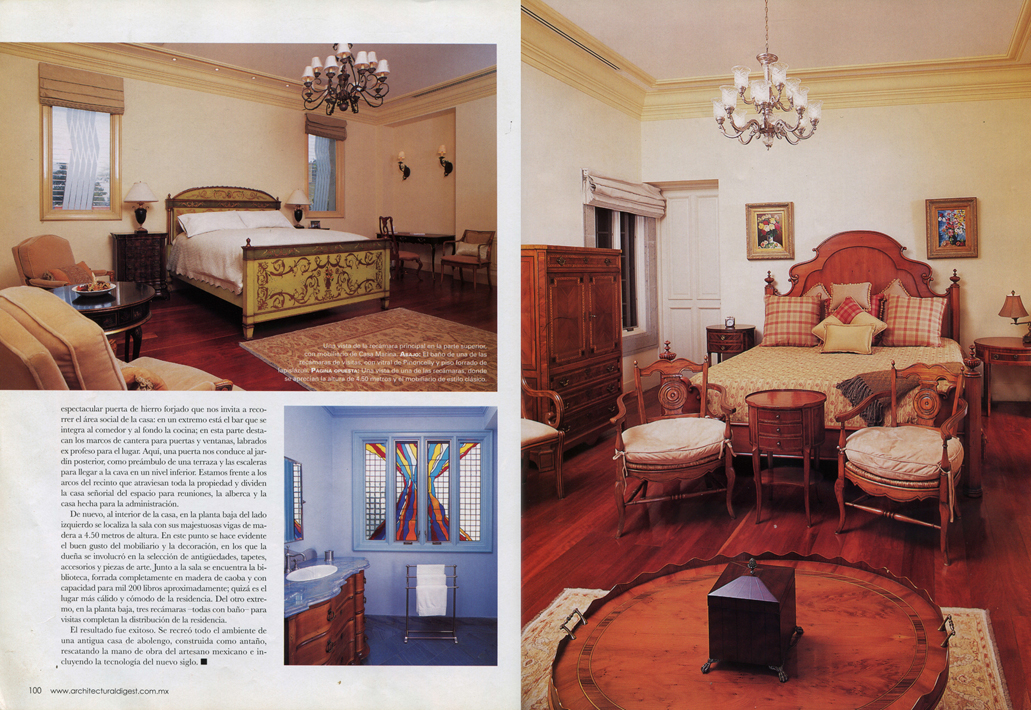 Una vista de la recámara principal en la parte superior,
con mobiliario de Casa Marina. ABAJO: El baño de una de las
recámaras de visitas, con vitral de y piso forrado de
lapislázuli. PÁGINA OPUESTA: Una vista de una de las recámaras, donde
se aprecian la altura de 4.50 metros y el mobiliario de estilo clásico.
espectacular puerta de hierro forjado que nos invita a reco-
rrer el área social de la casa: en un extremo está el bar que se
integra al comedor y al fondo la cocina; en esta parte desta-
can los marcos de cantera para puertas y ventanas, labrados
ex profeso para el lugar. Aquí, una puerta nos conduce al jar-
dín posterior, como preámbulo de una terraza y las escaleras
para llegar a la cava en un nivel inferior. Estamos frente a los
arcos del recinto que atraviesan toda la propiedad y dividen
la casa señorial del espacio para reuniones, la alberca y la
casa hecha para la administración.
De nuevo, al interior de la casa, en la planta baja del lado
izquierdo se localiza la sala con sus majestuosas vigas de ma-
dera a 4.50 metros de altura. En este punto se hace evidente
el buen gusto del mobiliario y la decoración, en los que la
dueña se involucró en la selección de antigüedades, tapetes,
accesorios y piezas de arte. Junto a la sala se encuentra la bi-
blioteca, forrada completamente en madera de caoba y con
capacidad para mil 200 libros aproximadamente; quizá es el
lugar más cálido y cómodo de la residencia. Del otro extre-
mo, en la planta baja, tres recámaras –todas con baño– para
visitas completan la distribución de la residencia.
El resultado fue exitoso. Se recreó todo el ambiente de
una antigua casa de abolengo, construida como antaño,
rescatando la mano de obra del artesano mexicano e in-
cluyendo la tecnología del nuevo siglo. ■
100 www.architecturaldigest.com.mx